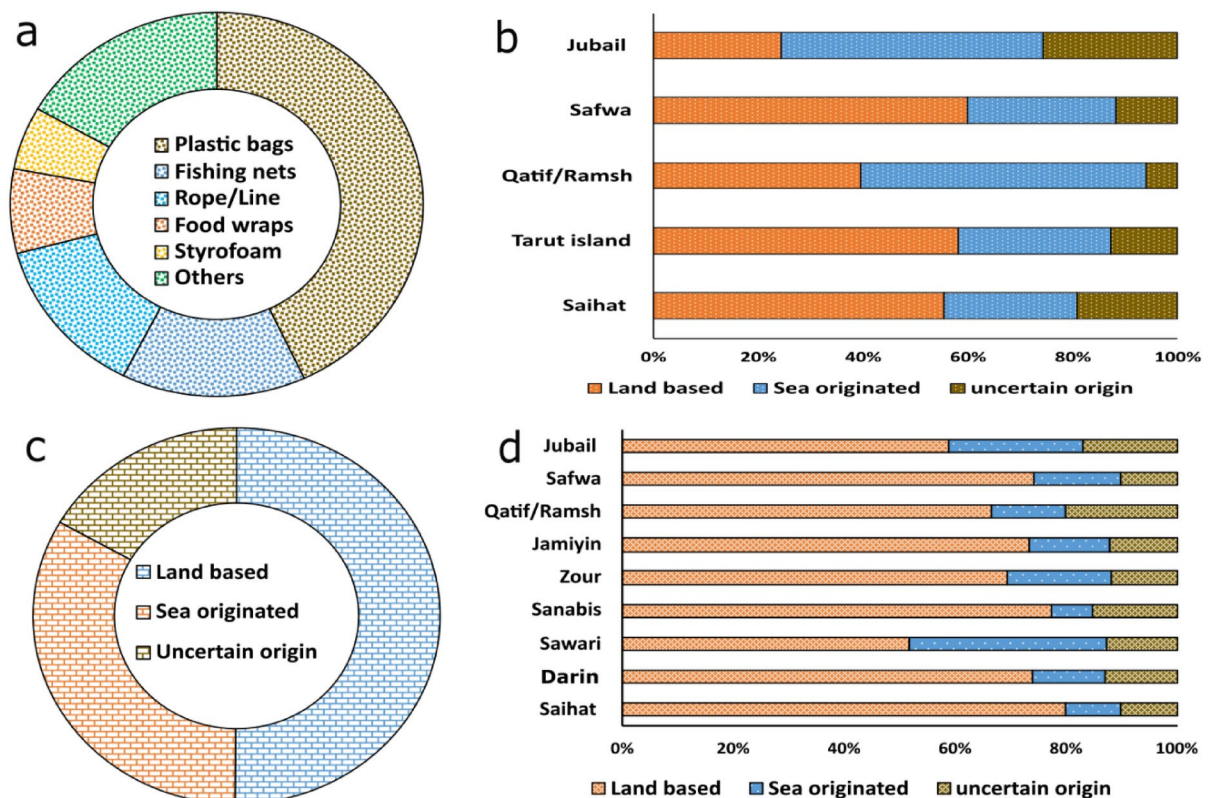 a
Plastic bags
Fishing nets
Rope/Line
Food wraps
Styrofoam
Others
b
Jubail
Safwa
Qatif/Ramsh
Tarut island
Saihat
0% 20% 40% 60% 80% 100%
Land based Sea originated uncertain origin
c
Land based
Sea originated
Uncertain origin
d
Jubail
Safwa
Qatif/Ramsh
Jamiyin
Zour
Sanabis
Sawari
Darin
Saihat
0% 20% 40% 60% 80% 100%
Land based Sea originated uncertain origin